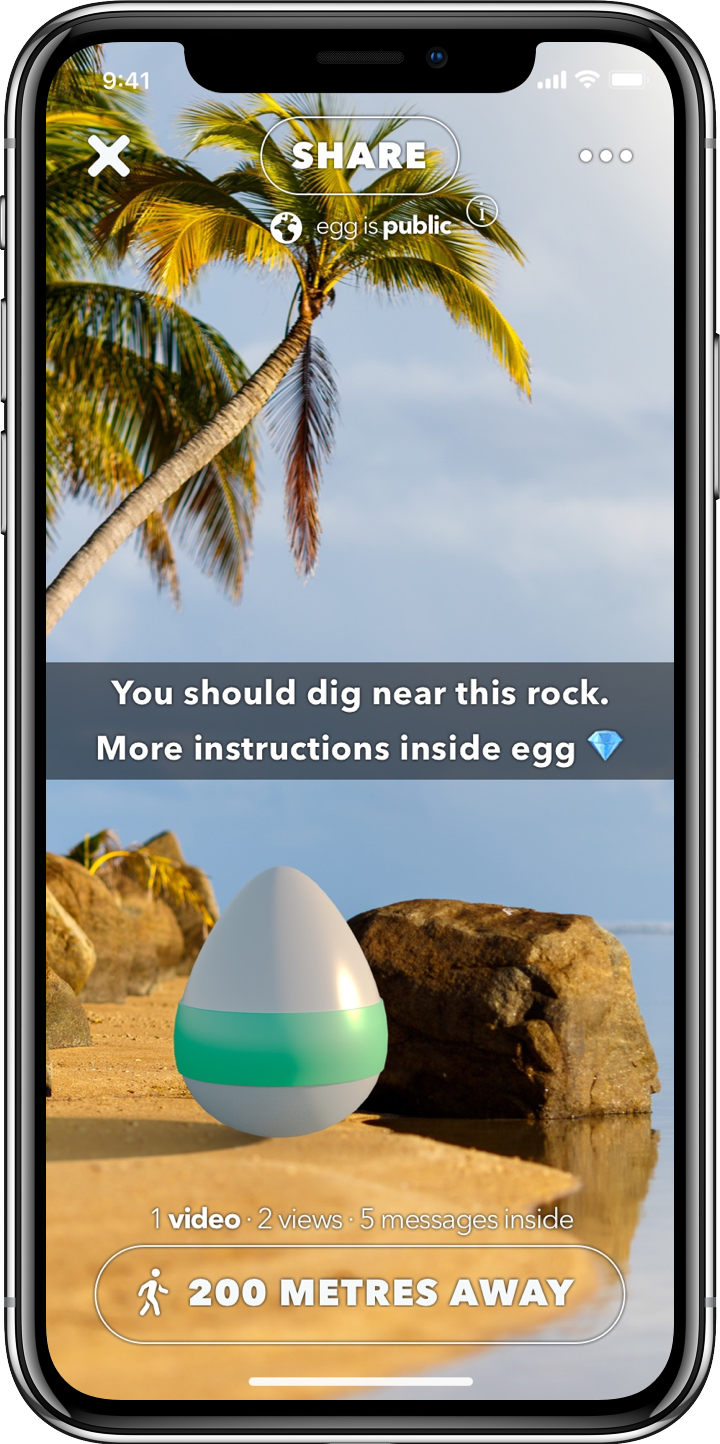 9:41
SHARE
egg is public i
You should dig near this rock.
More instructions inside egg 💎
1 video · 2 views · 5 messages inside
200 METRES AWAY